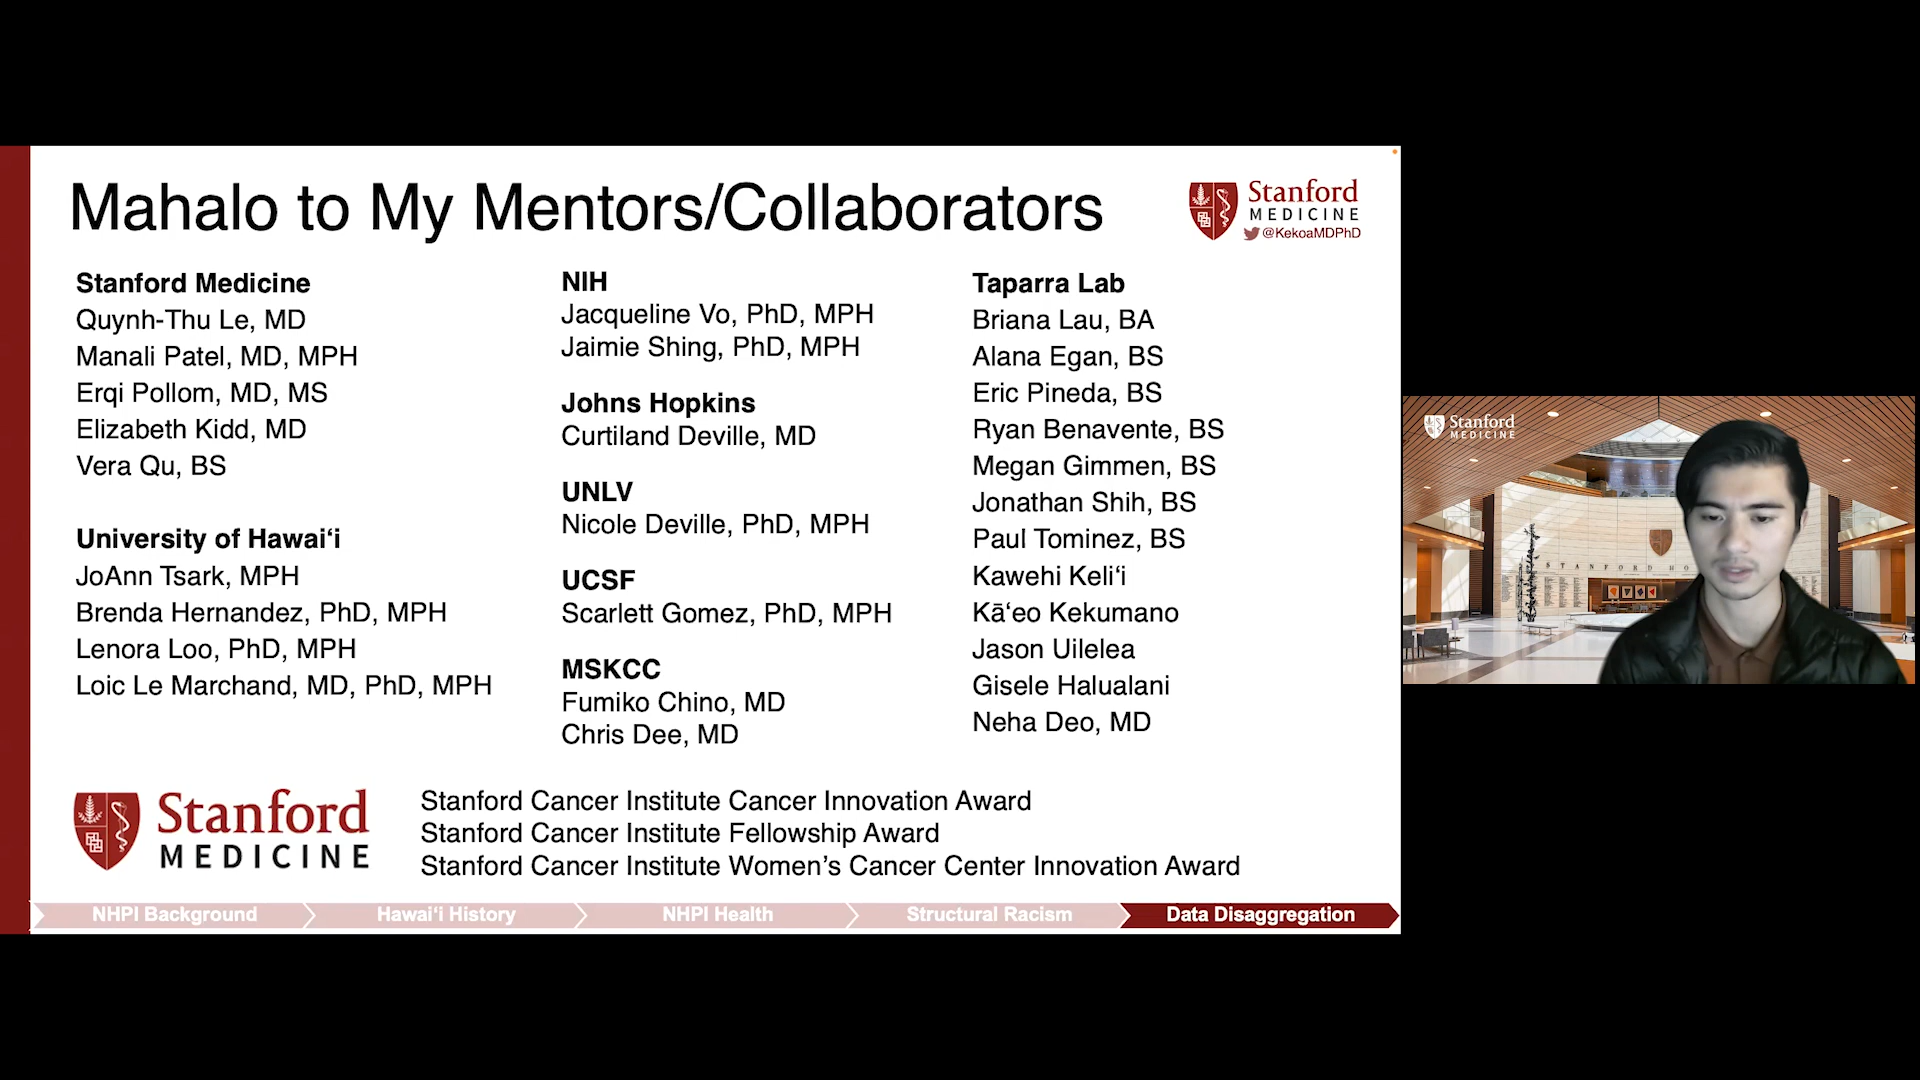 Mahalo to My Mentors/Collaborators
Stanford
MEDICINE
@KekoaMDPhD
Stanford Medicine
Quynh-Thu Le, MD
Manali Patel, MD, MPH
Erqi Pollom, MD, MS
Elizabeth Kidd, MD
Vera Qu, BS
University of Hawaiʻi
JoAnn Tsark, MPH
Brenda Hernandez, PhD, MPH
Lenora Loo, PhD, MPH
Loic Le Marchand, MD, PhD, MPH
NIH
Jacqueline Vo, PhD, MPH
Jaimie Shing, PhD, MPH
Johns Hopkins
Curtiland Deville, MD
UNLV
Nicole Deville, PhD, MPH
UCSF
Scarlett Gomez, PhD, MPH
MSKCC
Fumiko Chino, MD
Chris Dee, MD
Taparra Lab
Briana Lau, BA
Alana Egan, BS
Eric Pineda, BS
Ryan Benavente, BS
Megan Gimmen, BS
Jonathan Shih, BS
Paul Tominez, BS
Kawehi Keliʻi
Kāʻeo Kekumano
Jason Uilelea
Gisele Halualani
Neha Deo, MD
Stanford
MEDICINE
Stanford Cancer Institute Cancer Innovation Award
Stanford Cancer Institute Fellowship Award
Stanford Cancer Institute Women’s Cancer Center Innovation Award
NHPI Background
Hawaiʻi History
NHPI Health
Structural Racism
Data Disaggregation
Stanford
MEDICINE
STANFORD HO